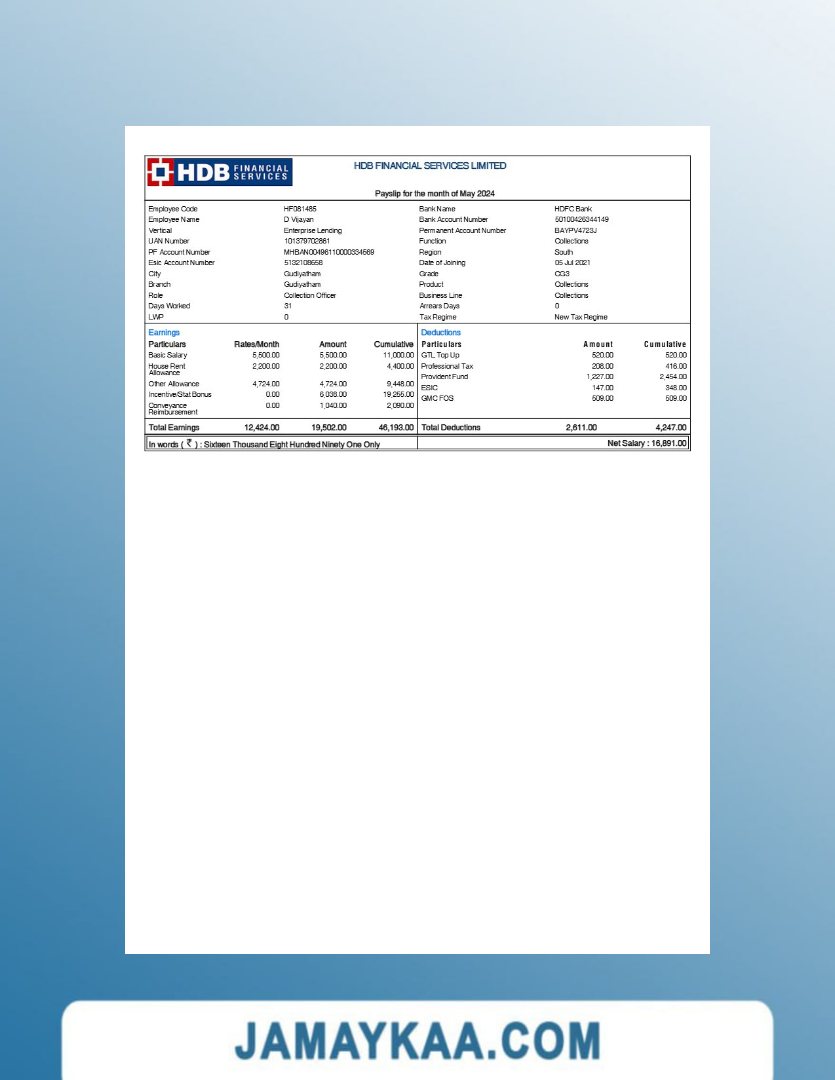 HDB FINANCIAL SERVICES
HDB FINANCIAL SERVICES LIMITED
Payslip for the month of May 2024
Employee Code HF081485 Bank Name HDFC Bank
Employee Name D Vijayan Bank Account Number 50100426344149
Vertical Enterprise Lending Permanent Account Number BAYPV4723J
UAN Number 101379702861 Function Collections
PF Account Number MHBAN00496110000334569 Region South
Esic Account Number 5132108658 Date of Joining 05 Jul 2021
City Gudiyatham Grade CG3
Branch Gudiyatham Product Collections
Role Collection Officer Business Line Collections
Days Worked 31 Arrears Days 0
LWP 0 Tax Regime New Tax Regime
Earnings Deductions
Particulars Rates/Month Amount Cumulative Particulars Amount Cumulative
Basic Salary 5,500.00 5,500.00 11,000.00 GTL Top Up 520.00 520.00
House Rent Allowance 2,200.00 2,200.00 4,400.00 Professional Tax 208.00 416.00
Provident Fund 1,227.00 2,454.00
Other Allowance 4,724.00 4,724.00 9,448.00 ESIC 147.00 348.00
Incentive/Stat Bonus 0.00 6,038.00 19,255.00 GMC FOS 509.00 509.00
Conveyance Reimbursement 0.00 1,040.00 2,090.00
Total Earnings 12,424.00 19,502.00 46,193.00 Total Deductions 2,611.00 4,247.00
In words ( ₹ ) : Sixteen Thousand Eight Hundred Ninety One Only Net Salary : 16,891.00
JAMAYKAA.COM